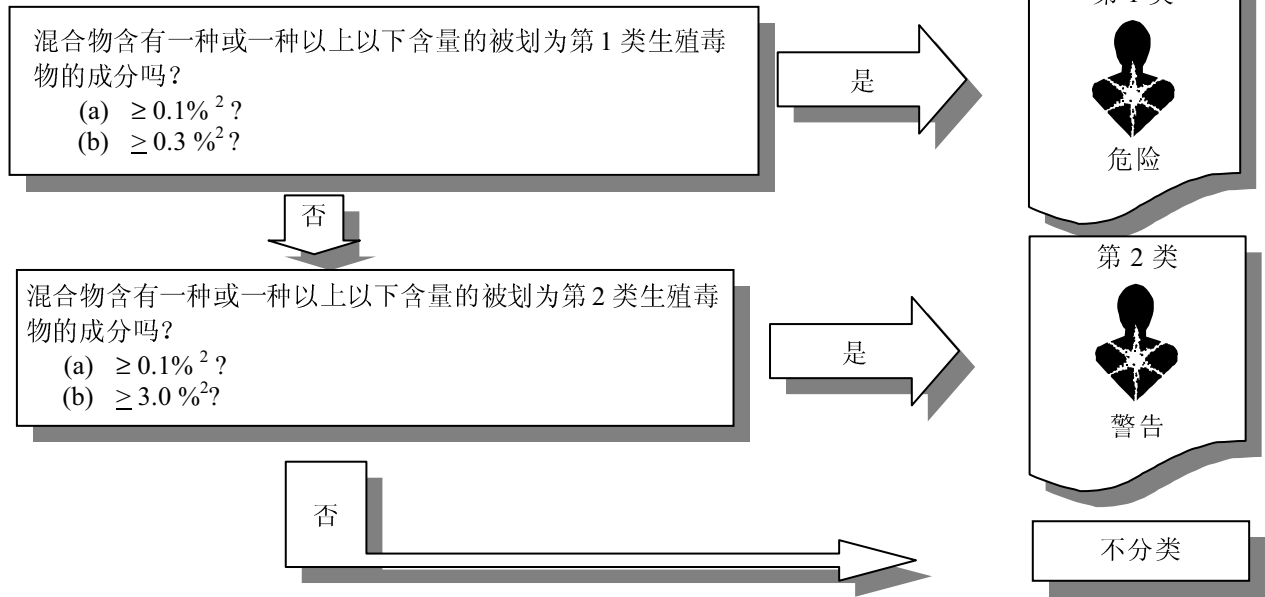 第 1 类
混合物含有一种或一种以上以下含量的被划为第 1 类生殖毒
物的成分吗？
(a) ≥ 0.1% ² ?
(b) ≥ 0.3 %² ?
是
危险
否
第 2 类
混合物含有一种或一种以上以下含量的被划为第 2 类生殖毒
物的成分吗？
(a) ≥ 0.1% ² ?
(b) ≥ 3.0 %²?
是
警告
否
不分类